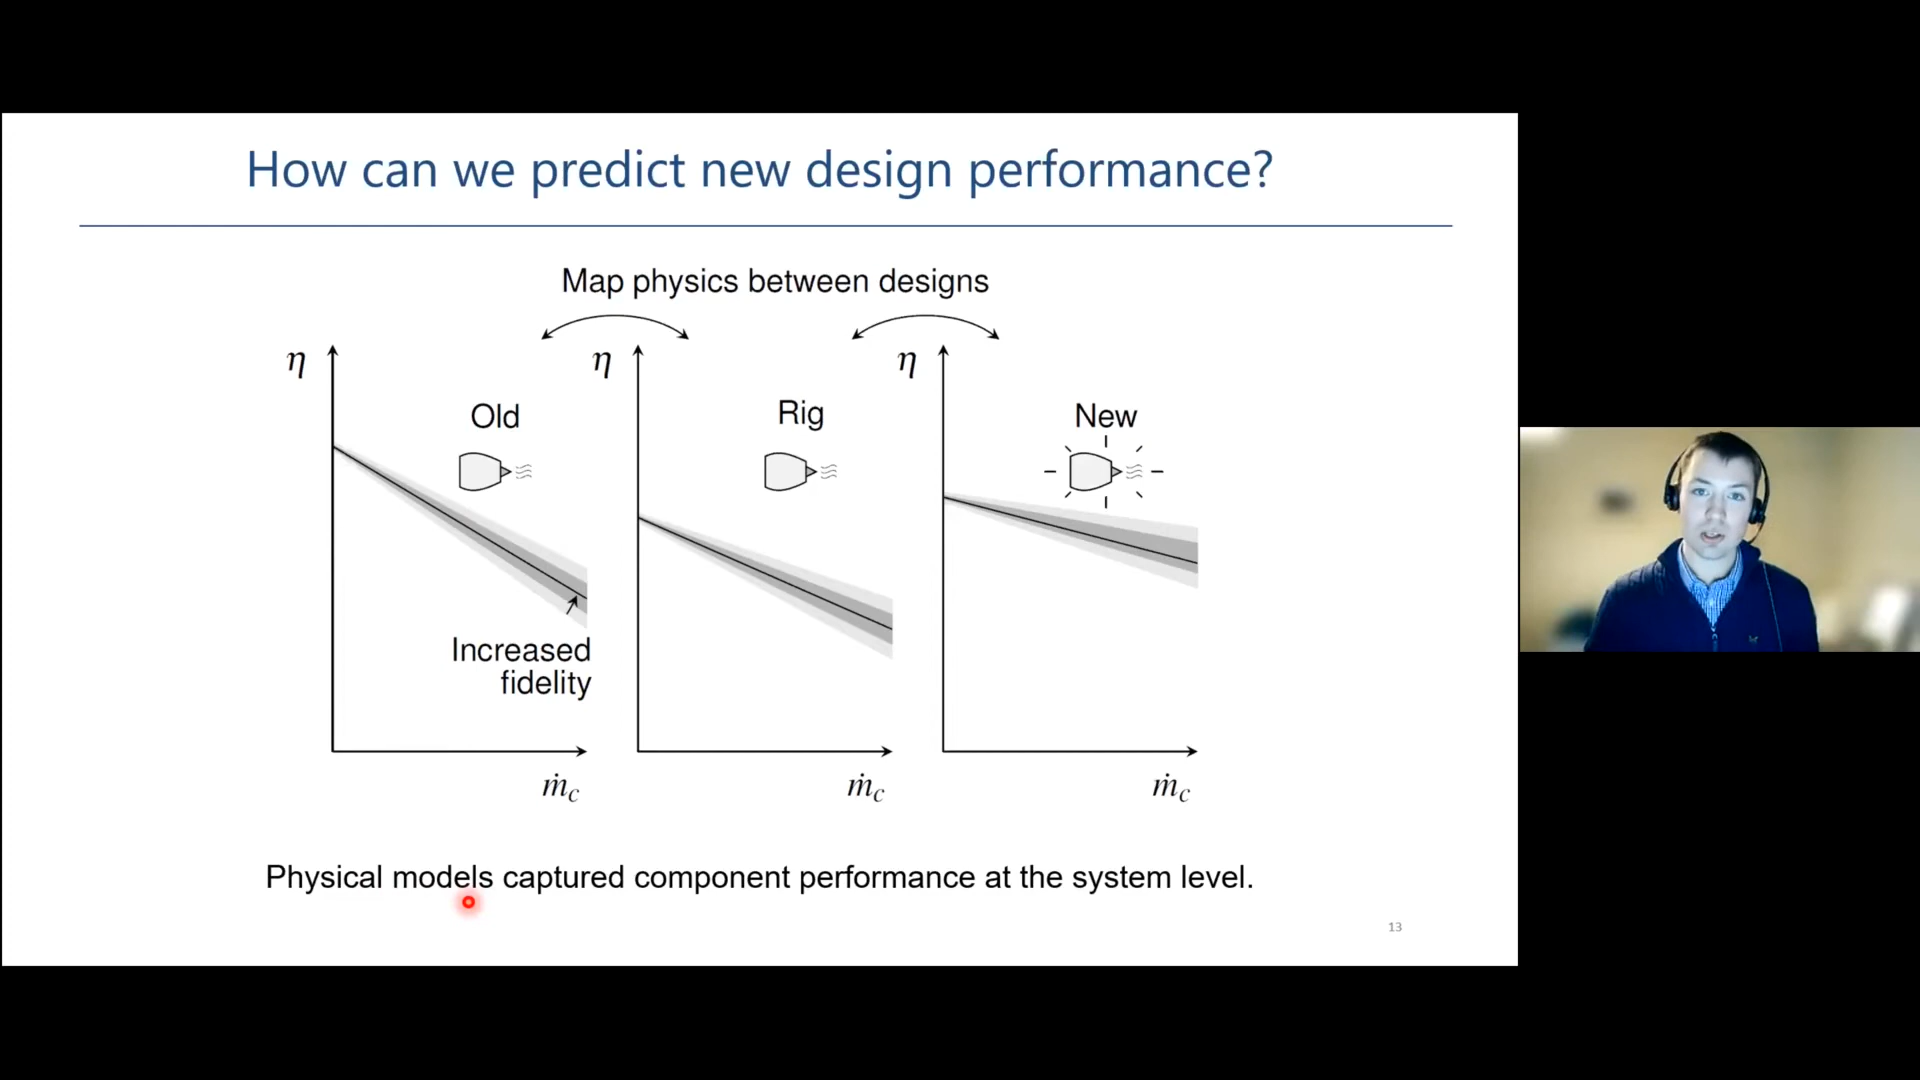 How can we predict new design performance?
Map physics between designs
η
η
η
Old
Rig
New
Increased
fidelity
ṁc
ṁc
ṁc
Physical models captured component performance at the system level.
13